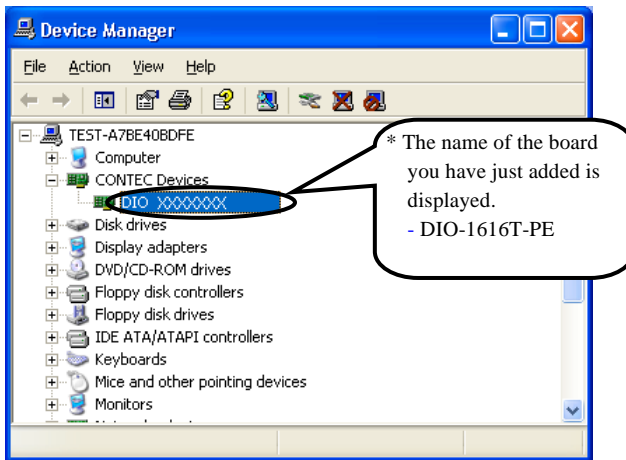 Device Manager
File Action View Help
TEST-A7BE40BDFE
Computer
CONTEC Devices
DIO XXXXXXX
Disk drives
Display adapters
DVD/CD-ROM drives
Floppy disk controllers
Floppy disk drives
IDE ATA/ATAPI controllers
Keyboards
Mice and other pointing devices
Monitors
* The name of the board
you have just added is
displayed.
- DIO-1616T-PE